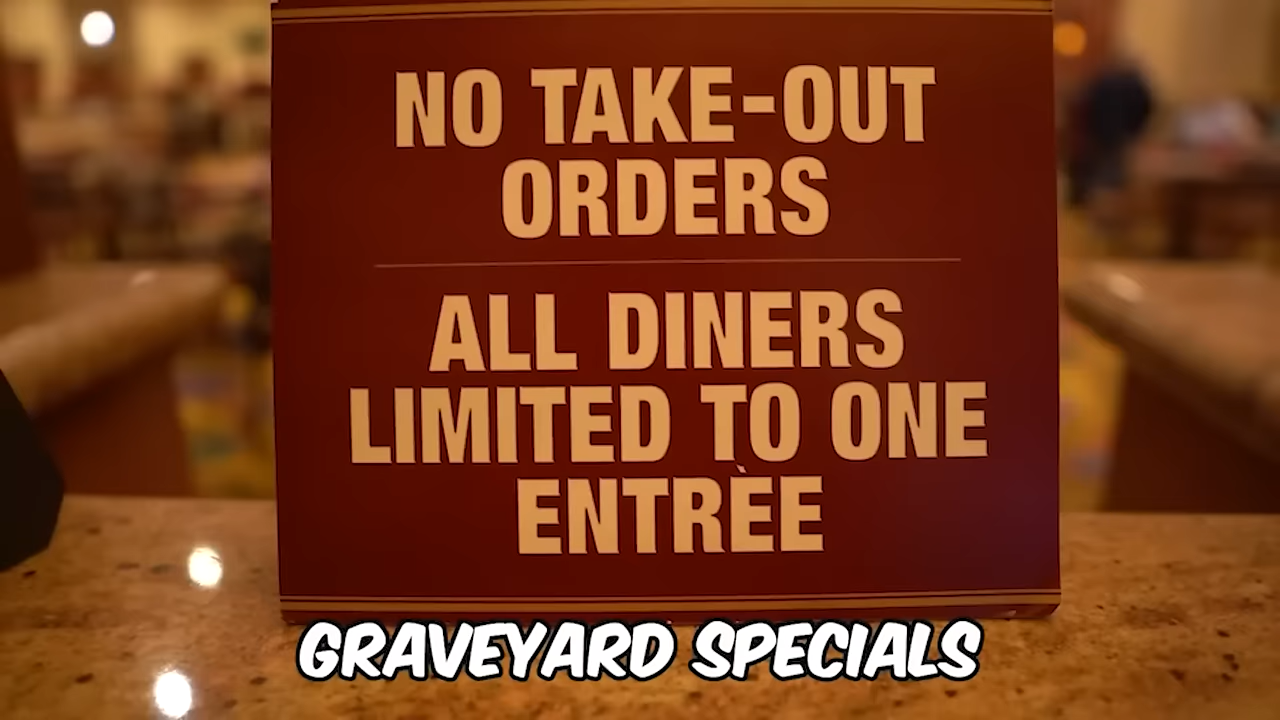 NO TAKE-OUT
ORDERS
ALL DINERS
LIMITED TO ONE
ENTRÈE
GRAVEYARD SPECIALS